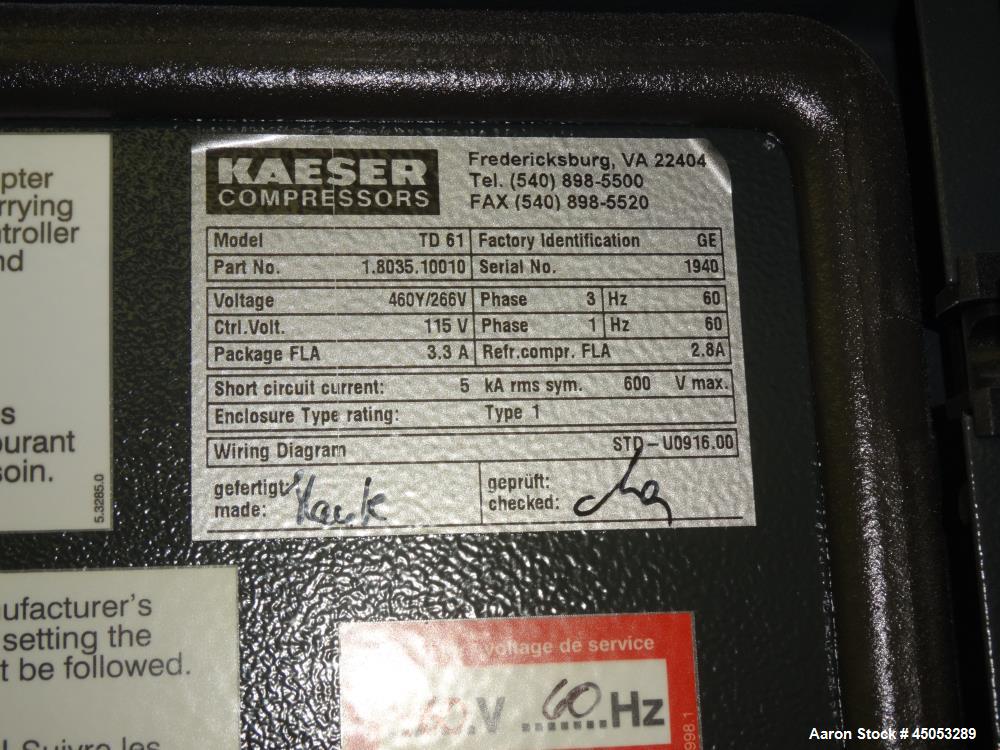 pter
rrying
troller
nd
s
ourant
soin.
5.3285.0
KAESER
COMPRESSORS
Fredericksburg, VA 22404
Tel. (540) 898-5500
FAX (540) 898-5520
Model TD 61 Factory Identification GE
Part No. 1.8035.10010 Serial No. 1940
Voltage 460Y/266V Phase 3 Hz 60
Ctrl.Volt. 115 V Phase 1 Hz 60
Package FLA 3.3 A Refr.compr. FLA 2.8A
Short circuit current: 5 kA rms sym. 600 V max.
Enclosure Type rating: Type 1
Wiring Diagram STD-U0916.00
gefertigt
made:
geprüft:
checked:
ufacturer's
setting the
t be followed.
Suivre les
voltage de service
V 60 Hz
998.1
Aaron Stock # 45053289